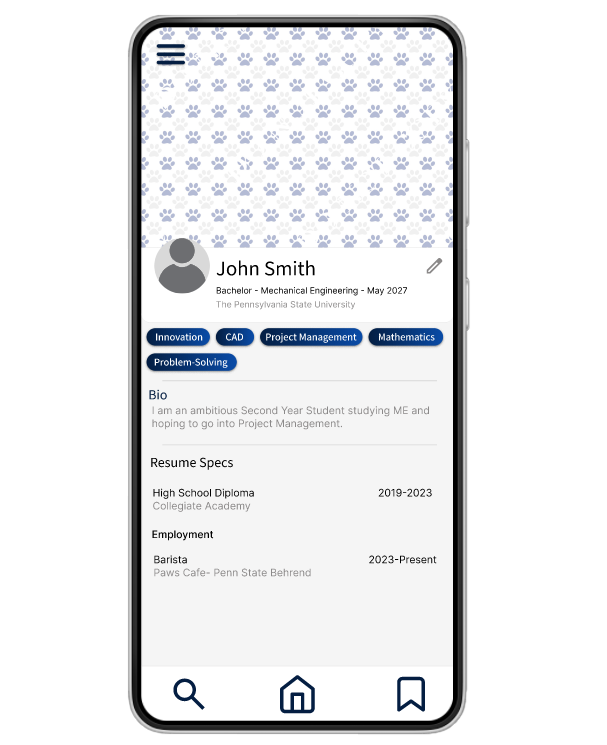 John Smith
Bachelor - Mechanical Engineering - May 2027
The Pennsylvania State University
Innovation CAD Project Management Mathematics
Problem-Solving
Bio
I am an ambitious Second Year Student studying ME and
hoping to go into Project Management.
Resume Specs
High School Diploma 2019-2023
Collegiate Academy
Employment
Barista 2023-Present
Paws Cafe- Penn State Behrend